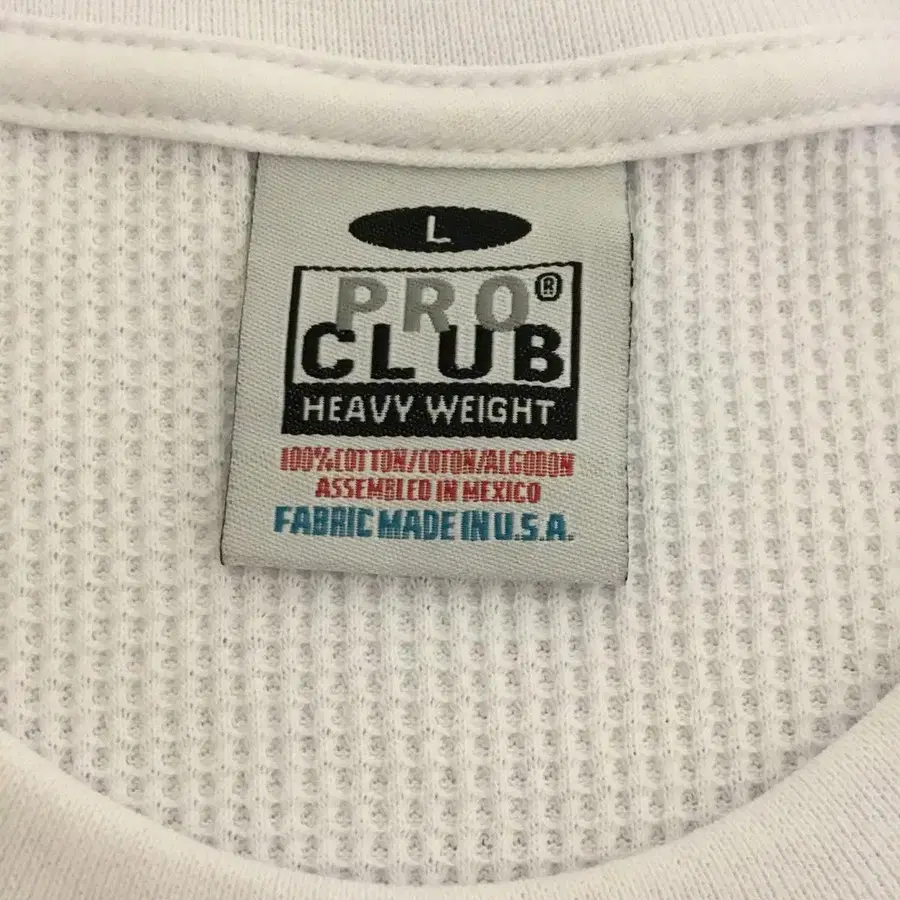 L
PRO®
CLUB
HEAVY WEIGHT
100%COTTON/COTON/ALGODON
ASSEMBLED IN MEXICO
FABRIC MADE IN U.S.A.